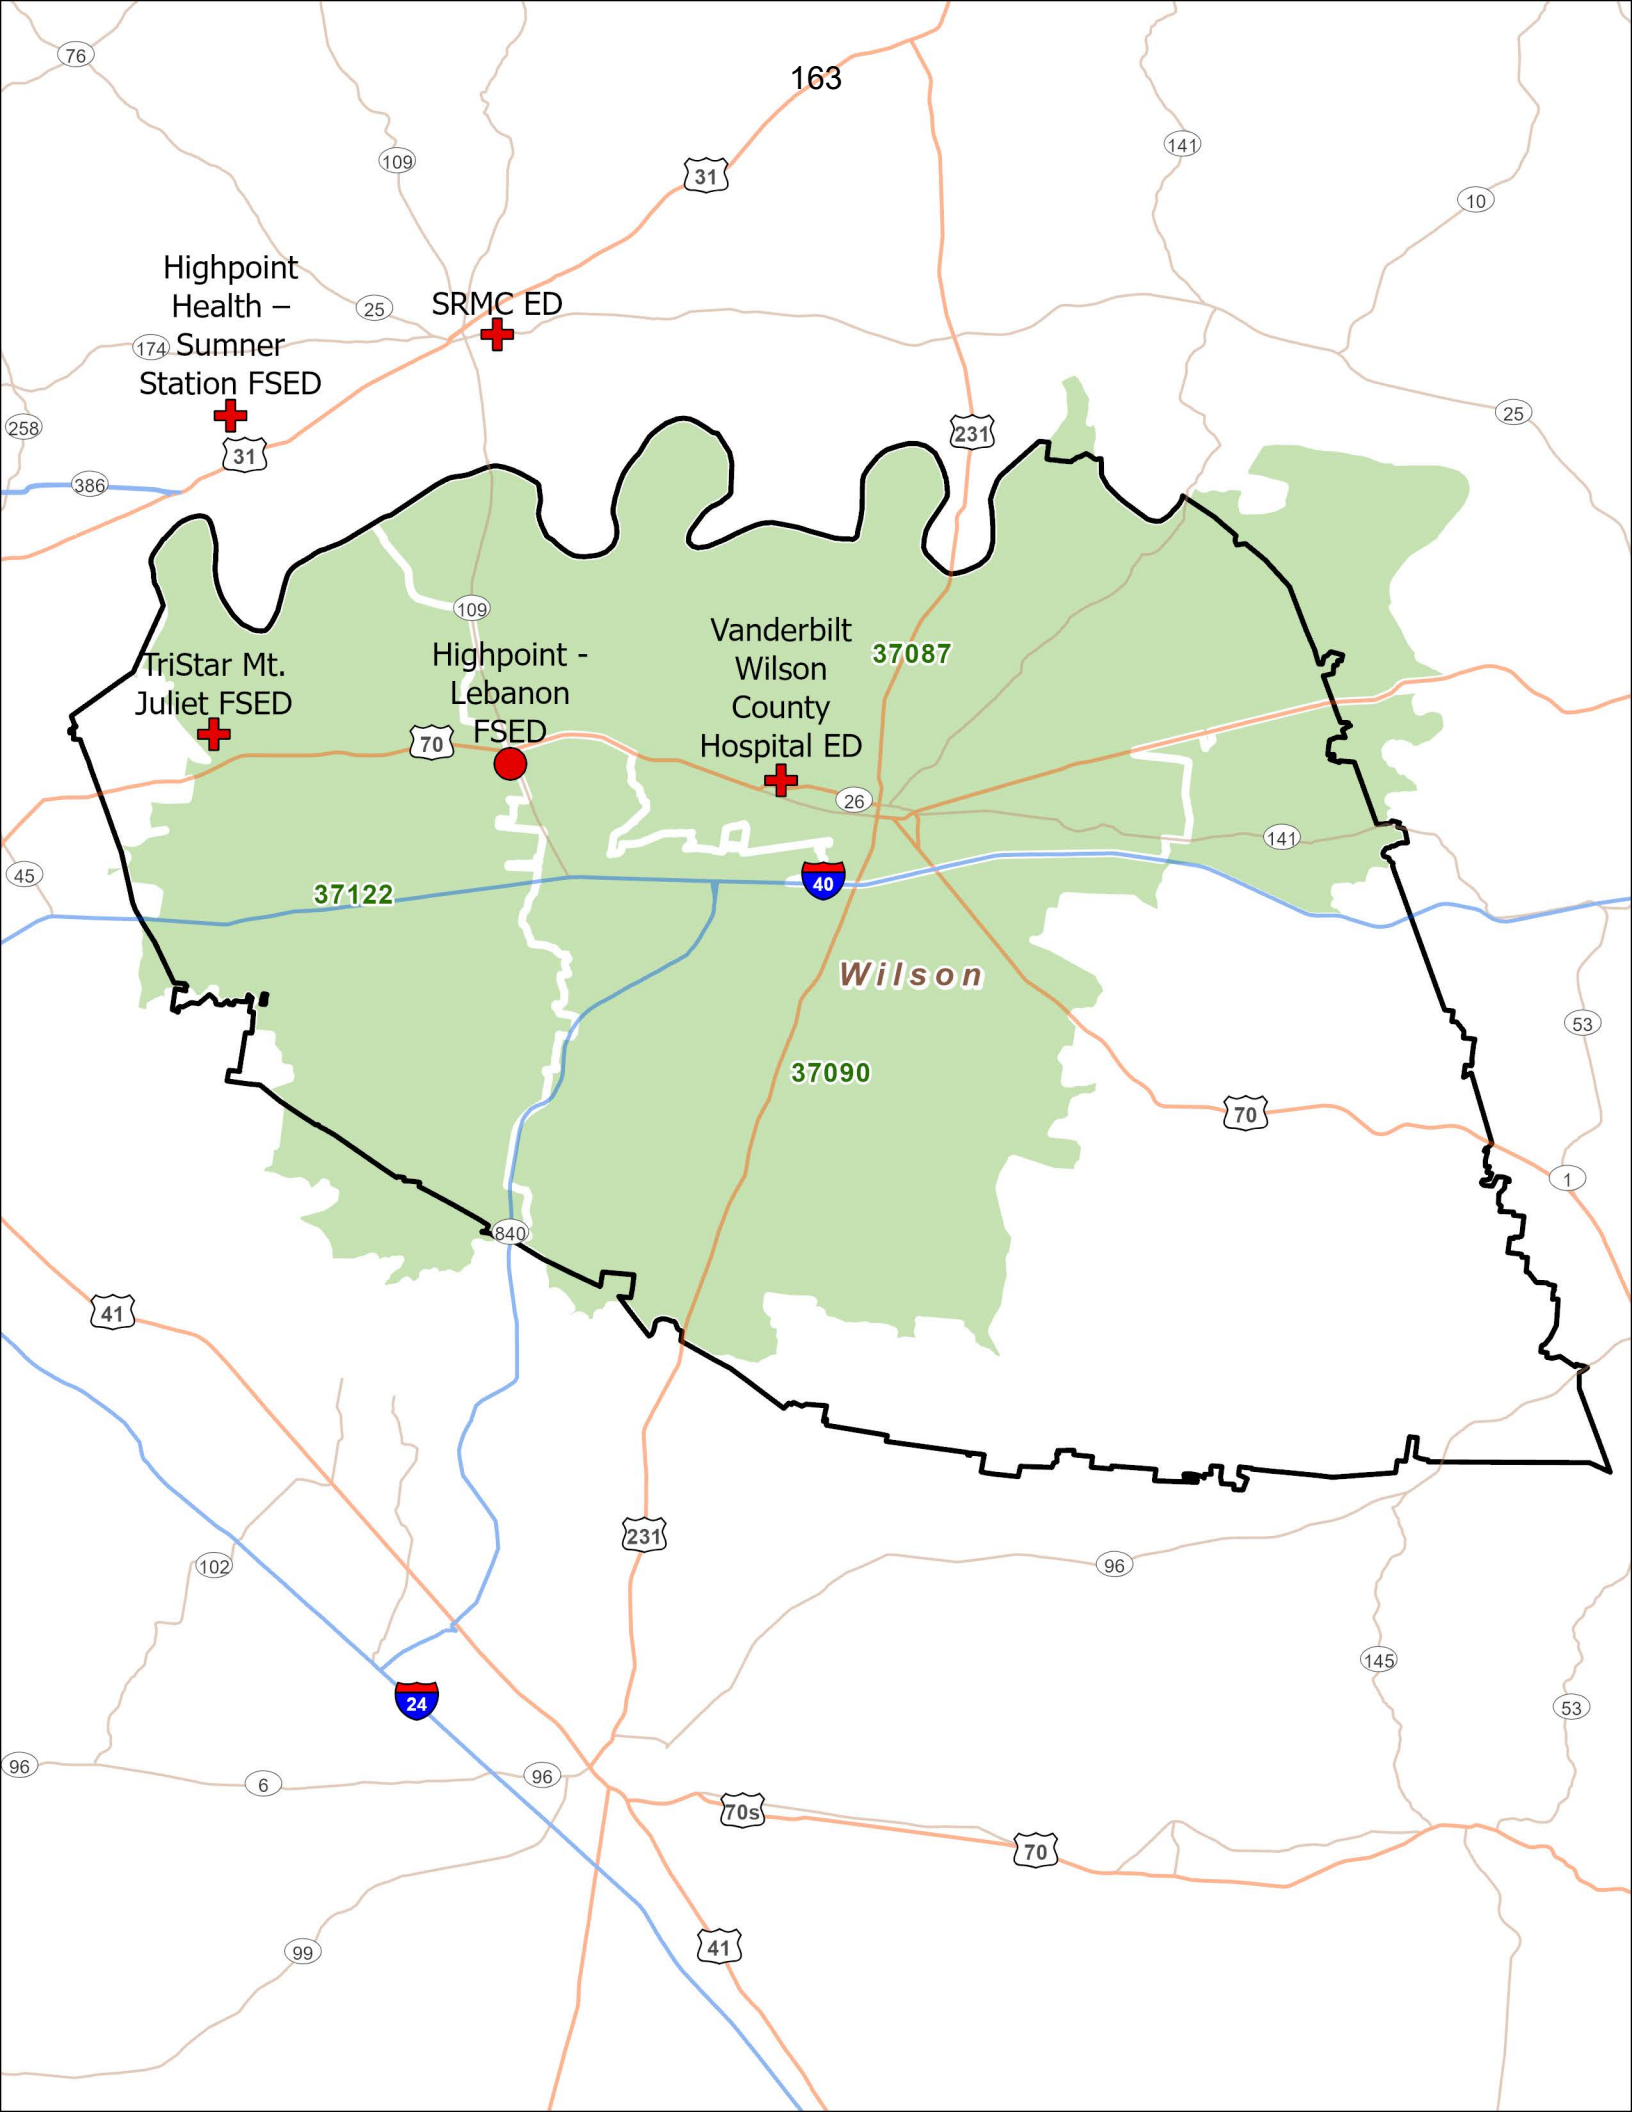 163
76
109
31
141
10
Highpoint
Health –
Sumner
Station FSED
SRMC ED
25
174
258
31
386
231
25
109
TriStar Mt.
Juliet FSED
Highpoint -
Lebanon
FSED
Vanderbilt
Wilson
County
Hospital ED
37087
70
26
141
45
37122
40
Wilson
53
37090
70
1
840
41
231
102
96
145
24
53
96
6
96
70s
70
41
99